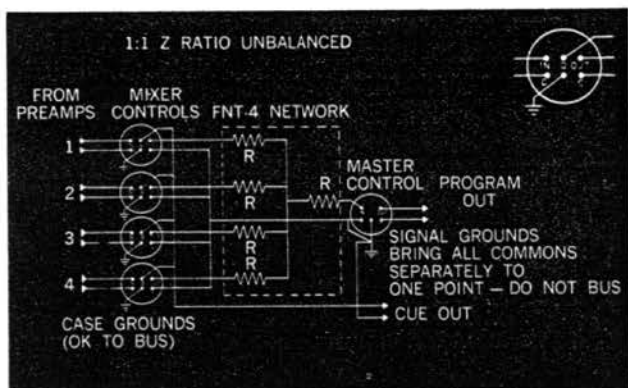 1:1 Z RATIO UNBALANCED
FROM PREAMPS
MIXER CONTROLS
FNT-4 NETWORK
1
2
3
4
R
R
R
R
R
MASTER CONTROL
PROGRAM OUT
SIGNAL GROUNDS
BRING ALL COMMONS
SEPARATELY TO
ONE POINT — DO NOT BUS
CUE OUT
CASE GROUNDS
(OK TO BUS)